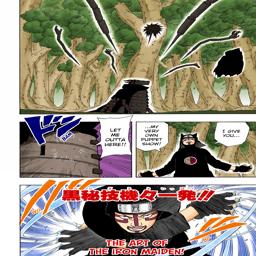 I GIVE
YOU...
...MY
VERY OWN
PUPPET
SHOW!
LET
ME
OUTTA
HERE!!
黒秘技機々一発!!
THE ART OF
THE IRON MAIDEN!